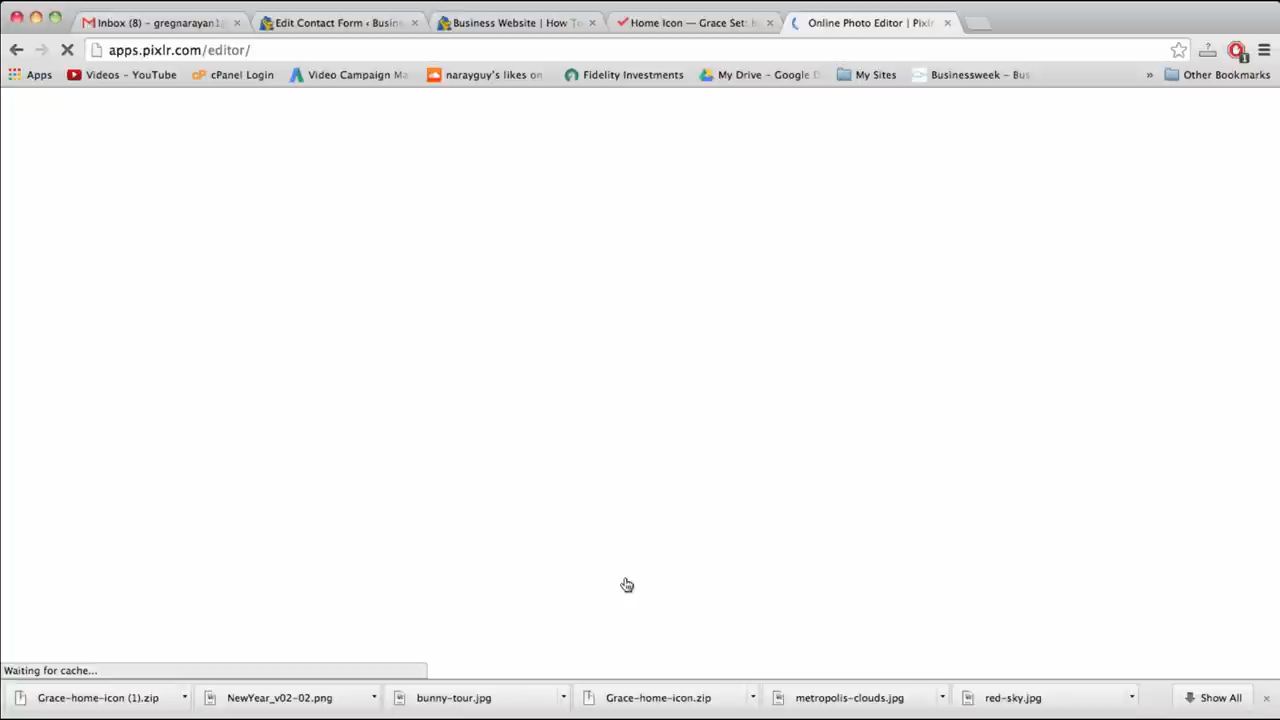 Inbox (8) – gregnarayan1@
Edit Contact Form ‹ Busine
Business Website | How To
Home Icon — Grace Set:
Online Photo Editor | Pixlr
apps.pixlr.com/editor/
Apps
Videos – YouTube
cPanel Login
Video Campaign Ma
narayguy's likes on
Fidelity Investments
My Drive – Google D
My Sites
Businessweek – Bus
»
Other Bookmarks
Waiting for cache...
Grace-home-icon (1).zip
NewYear_v02-02.png
bunny-tour.jpg
Grace-home-icon.zip
metropolis-clouds.jpg
red-sky.jpg
Show All